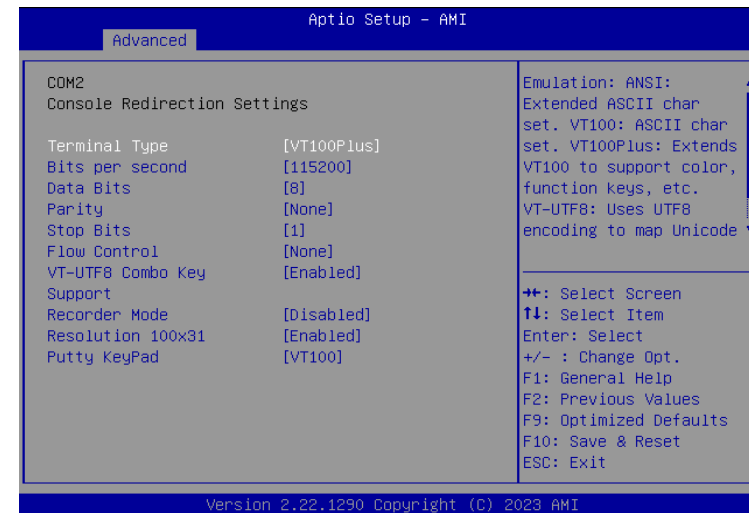 Aptio Setup – AMI
Advanced
COM2
Console Redirection Settings
Terminal Type [VT100Plus]
Bits per second [115200]
Data Bits [8]
Parity [None]
Stop Bits [1]
Flow Control [None]
VT-UTF8 Combo Key [Enabled]
Support
Recorder Mode [Disabled]
Resolution 100x31 [Enabled]
Putty KeyPad [VT100]
Emulation: ANSI:
Extended ASCII char
set. VT100: ASCII char
set. VT100Plus: Extends
VT100 to support color,
function keys, etc.
VT-UTF8: Uses UTF8
encoding to map Unicode
→←: Select Screen
↑↓: Select Item
Enter: Select
+/- : Change Opt.
F1: General Help
F2: Previous Values
F9: Optimized Defaults
F10: Save & Reset
ESC: Exit
Version 2.22.1290 Copyright (C) 2023 AMI